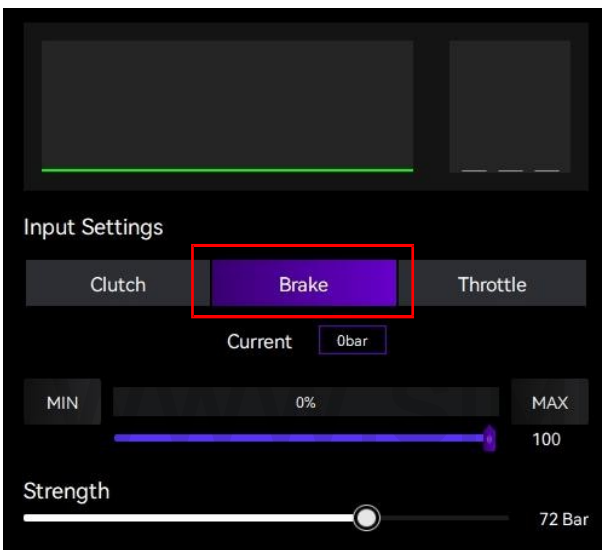 Input Settings
Clutch Brake Throttle
Current 0bar
MIN 0% MAX
100
Strength
72 Bar